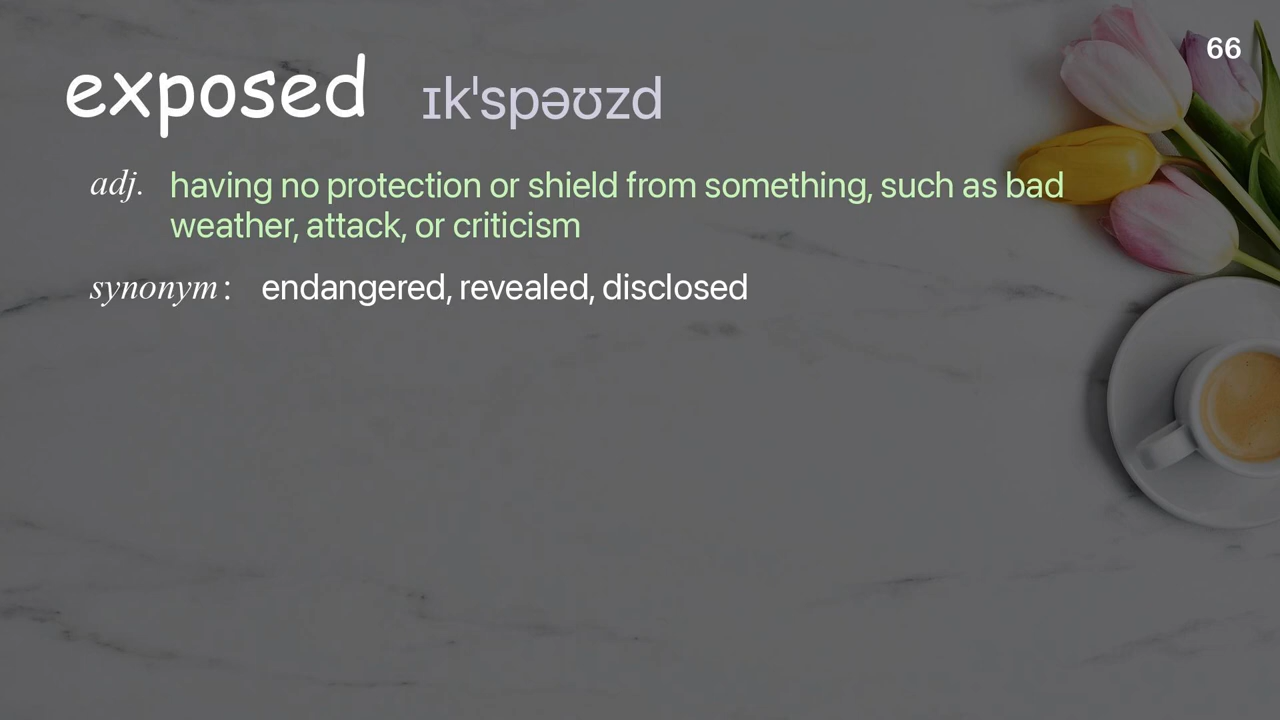 66
exposed ɪkˈspəʊzd
adj. having no protection or shield from something, such as bad
weather, attack, or criticism
synonym: endangered, revealed, disclosed